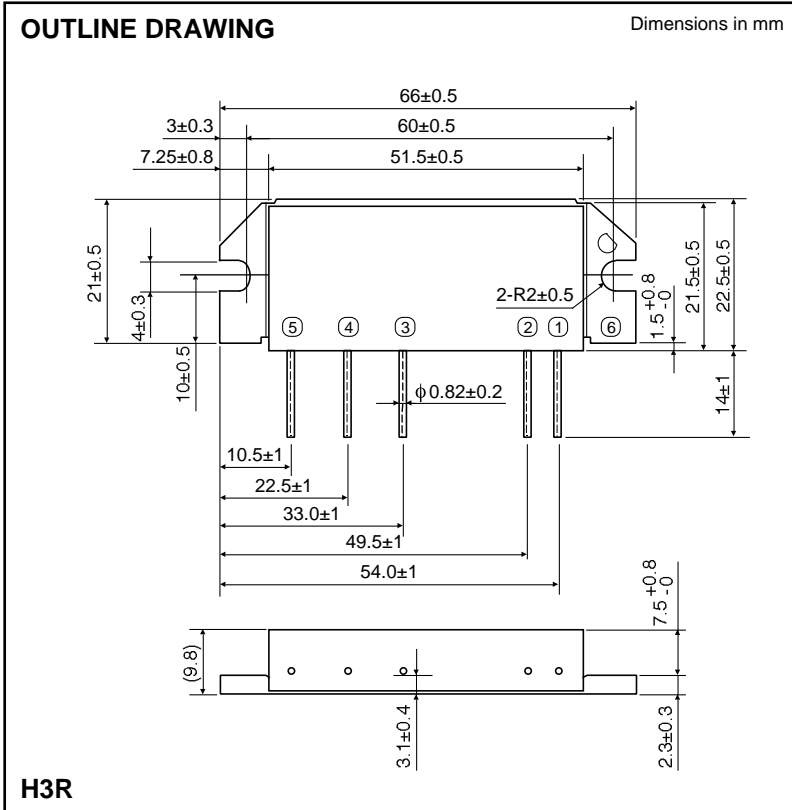 OUTLINE DRAWING
Dimensions in mm
66±0.5
3±0.3
60±0.5
7.25±0.8
51.5±0.5
21±0.5
4±0.3
10±0.5
2-R2±0.5
1.5 +0.8 -0
21.5±0.5
22.5±0.5
5 4 3 2 1 6
ϕ0.82±0.2
14±1
10.5±1
22.5±1
33.0±1
49.5±1
54.0±1
(9.8)
3.1±0.4
7.5 +0.8 -0
2.3±0.3
H3R